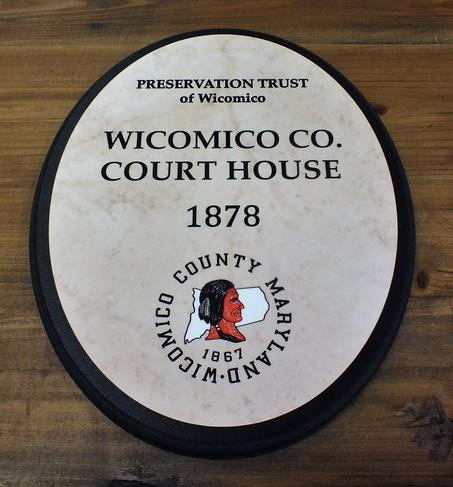 PRESERVATION TRUST
of Wicomico
WICOMICO CO.
COURT HOUSE
1878
WICOMICO COUNTY MARYLAND
1867